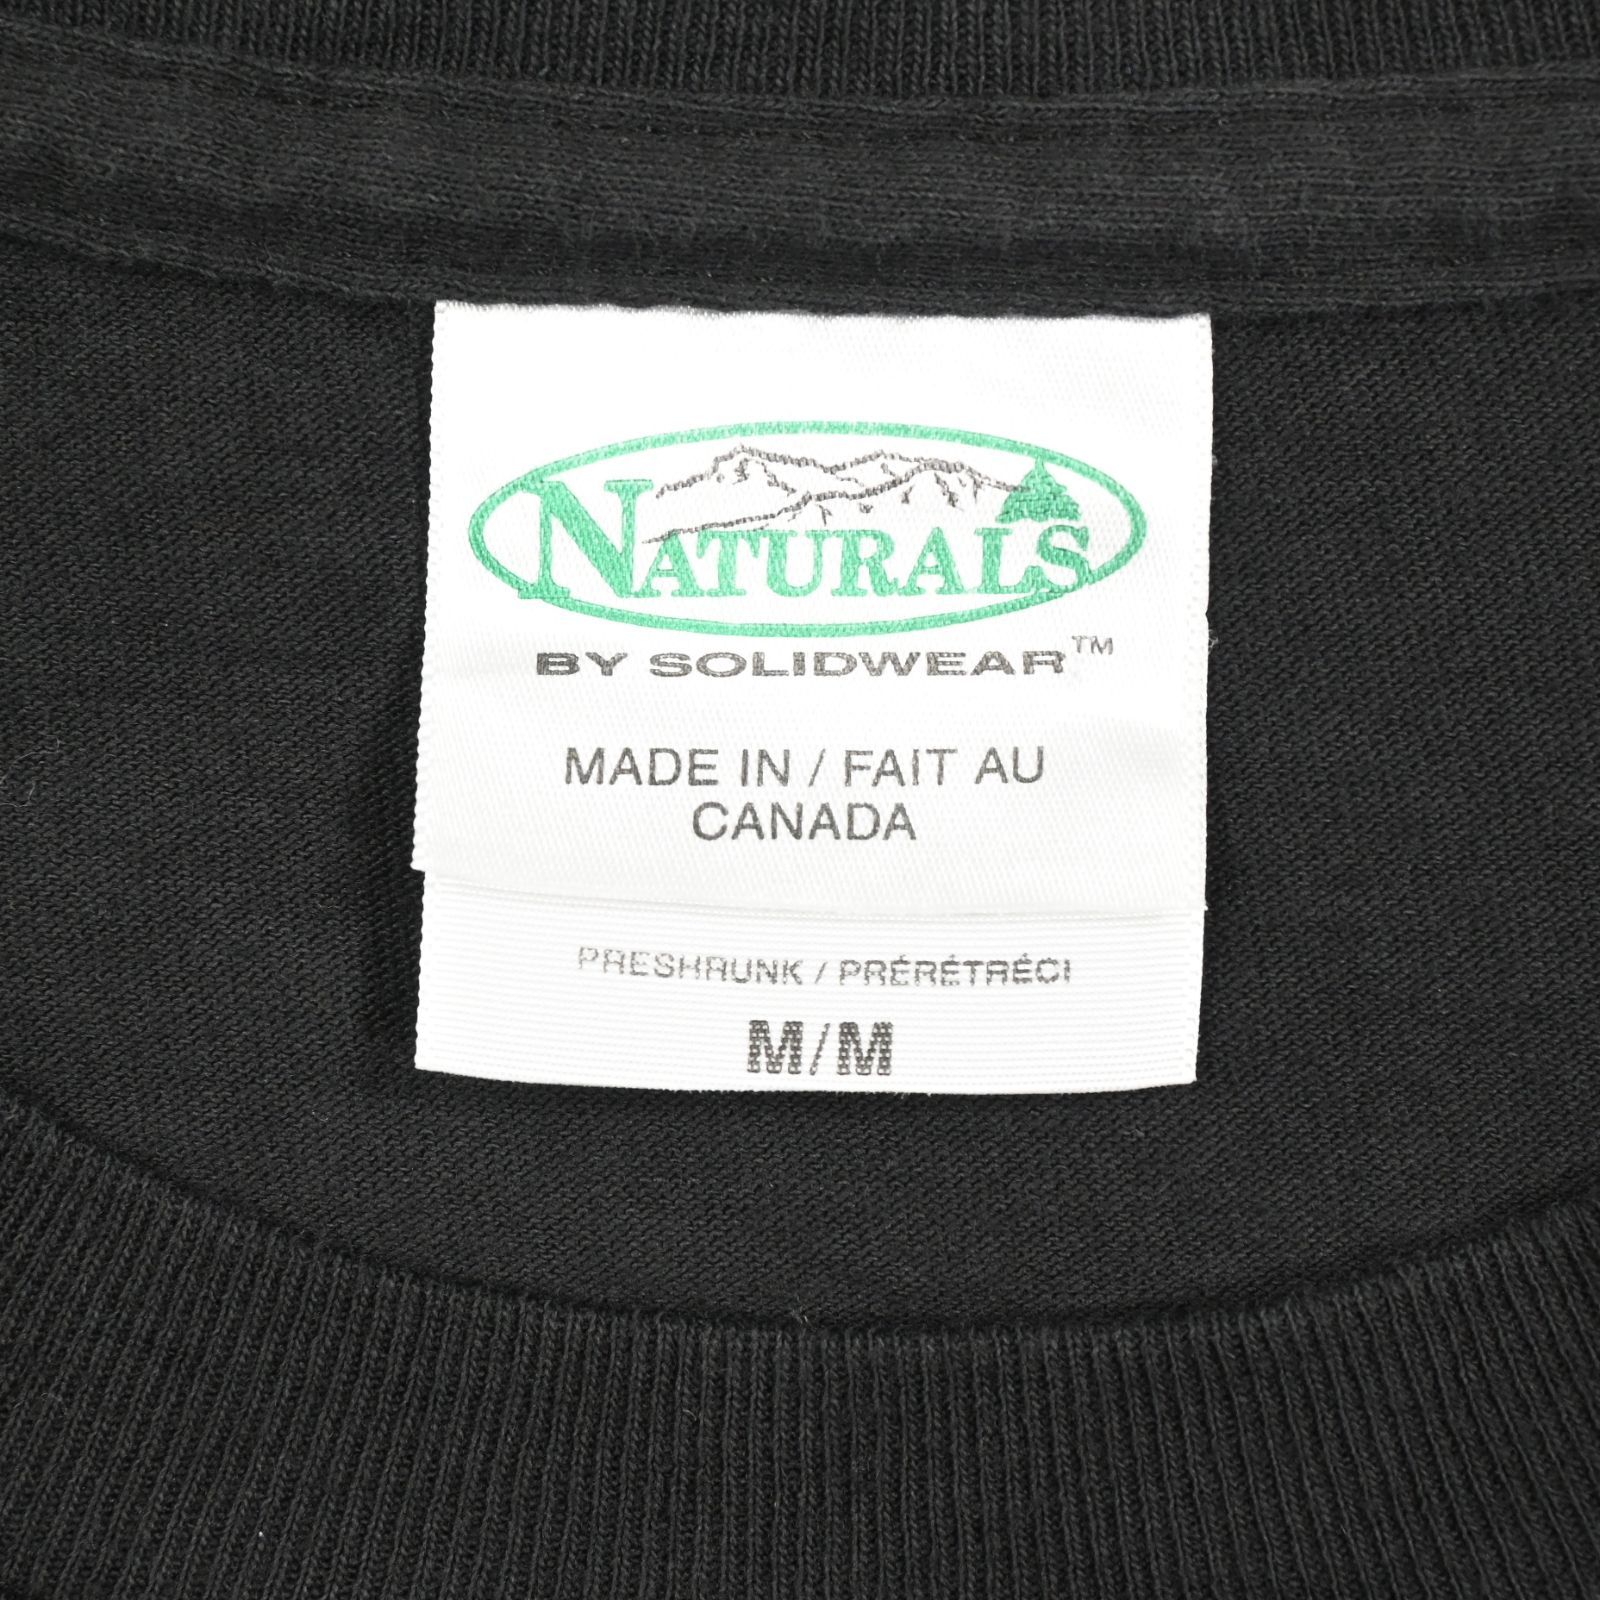 NATURALS
BY SOLIDWEAR™
MADE IN / FAIT AU
CANADA
PRESHRUNK / PRÉRÉTRÉCI
M/M